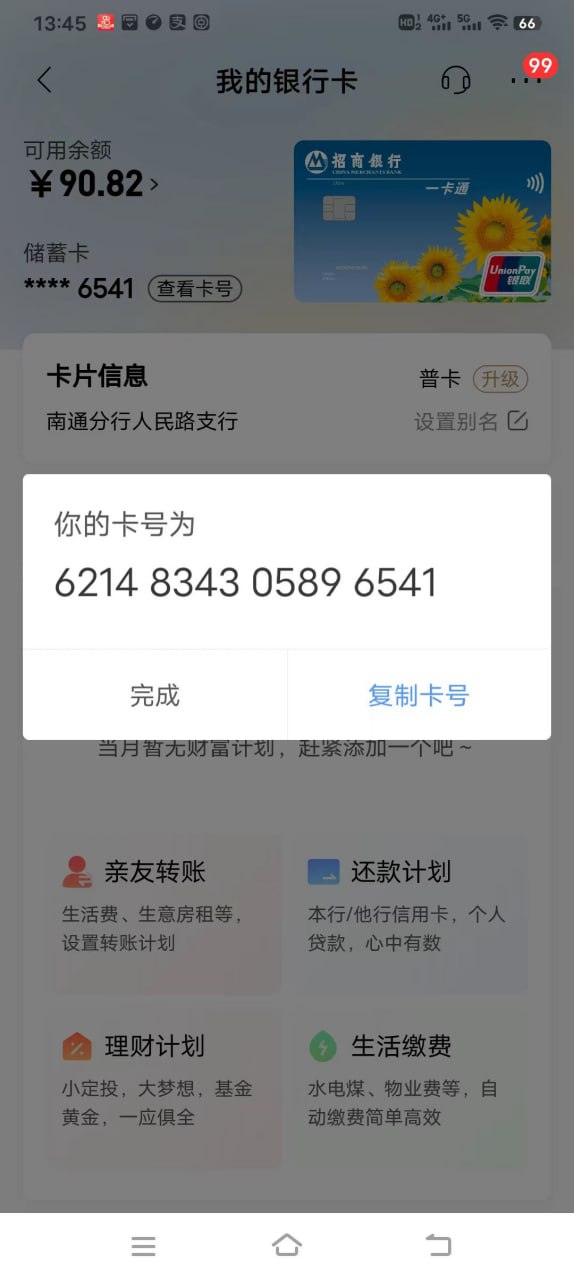 13:45
HD 1 2 4G+ 5G 66
我的银行卡
99
可用余额
¥90.82
招商银行
CHINA MERCHANTS BANK
一卡通
储蓄卡
**** 6541 查看卡号
UnionPay
银联
卡片信息 普卡 升级
南通分行人民路支行 设置别名
你的卡号为
6214 8343 0589 6541
完成 复制卡号
当月暂无财富计划，赶紧添加一个吧~
亲友转账
生活费、生意房租等，
设置转账计划
还款计划
本行/他行信用卡，个人
贷款，心中有数
理财计划
小定投，大梦想，基金
黄金，一应俱全
生活缴费
水电煤、物业费等，自
动缴费简单高效